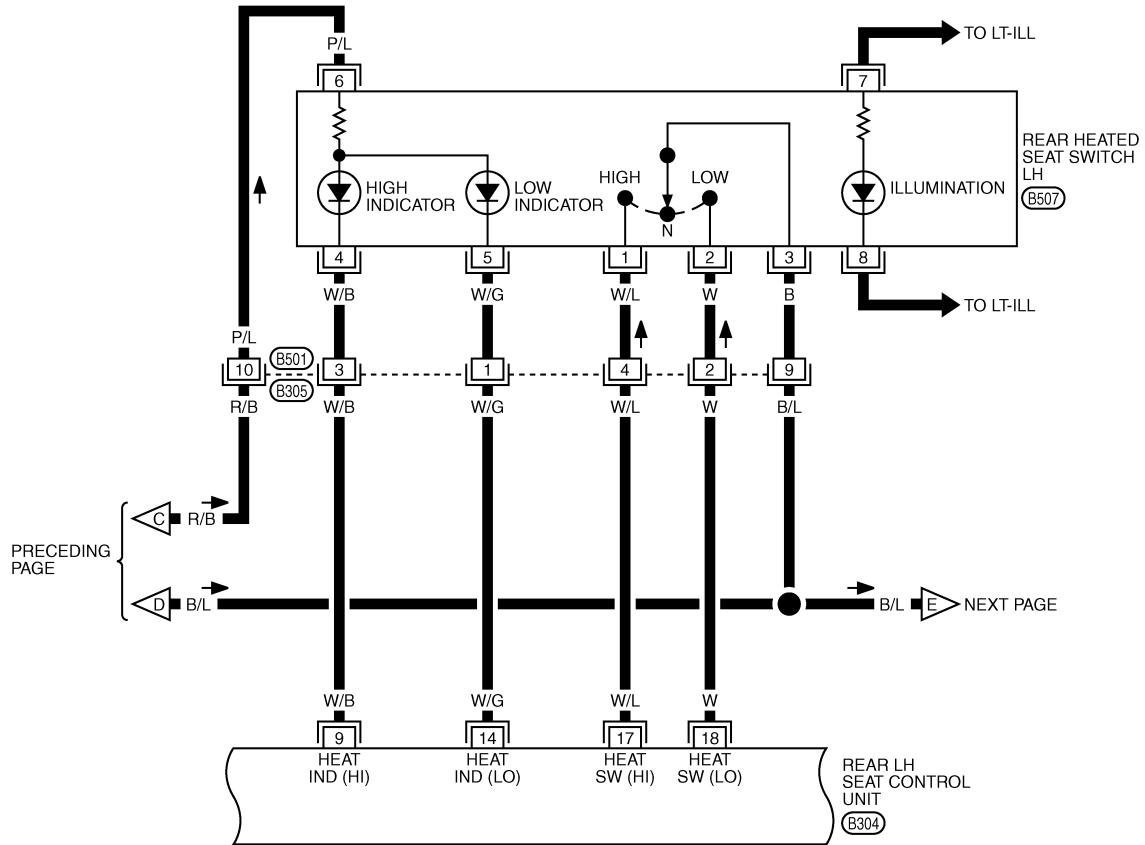 TO LT-ILL
P/L
6
7
REAR HEATED
SEAT SWITCH
LH
B507
HIGH
INDICATOR
LOW
INDICATOR
HIGH
LOW
N
ILLUMINATION
4
5
1
2
3
8
W/B
W/G
W/L
W
B
TO LT-ILL
P/L
10
B501
B305
3
1
4
2
9
R/B
W/B
W/G
W/L
W
B/L
PRECEDING
PAGE
C
R/B
D
B/L
B/L
E
NEXT PAGE
W/B
W/G
W/L
W
9
14
17
18
HEAT
IND (HI)
HEAT
IND (LO)
HEAT
SW (HI)
HEAT
SW (LO)
REAR LH
SEAT CONTROL
UNIT
B304